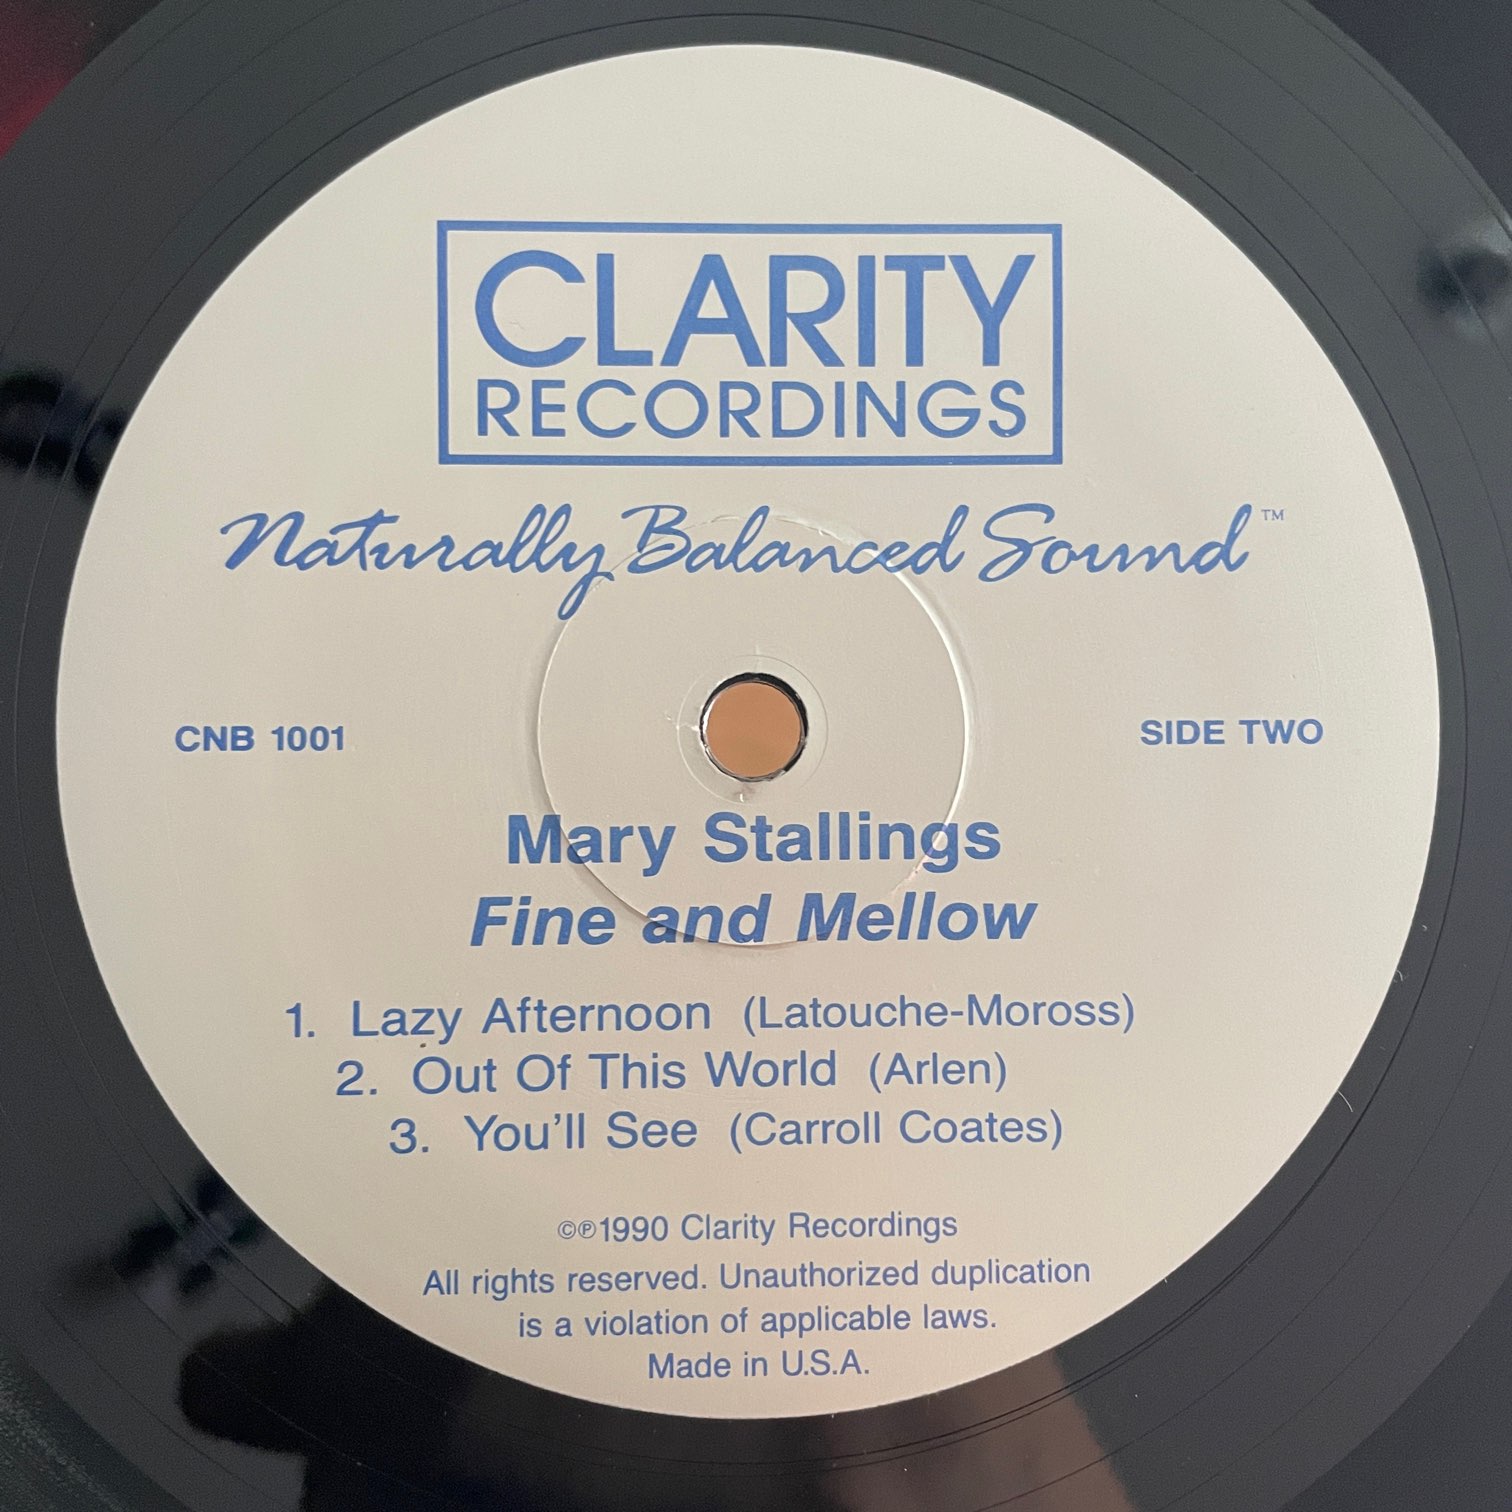 CLARITY
RECORDINGS
Naturally Balanced Sound™
CNB 1001
SIDE TWO
Mary Stallings
Fine and Mellow
1. Lazy Afternoon (Latouche-Moross)
2. Out Of This World (Arlen)
3. You'll See (Carroll Coates)
©℗1990 Clarity Recordings
All rights reserved. Unauthorized duplication
is a violation of applicable laws.
Made in U.S.A.